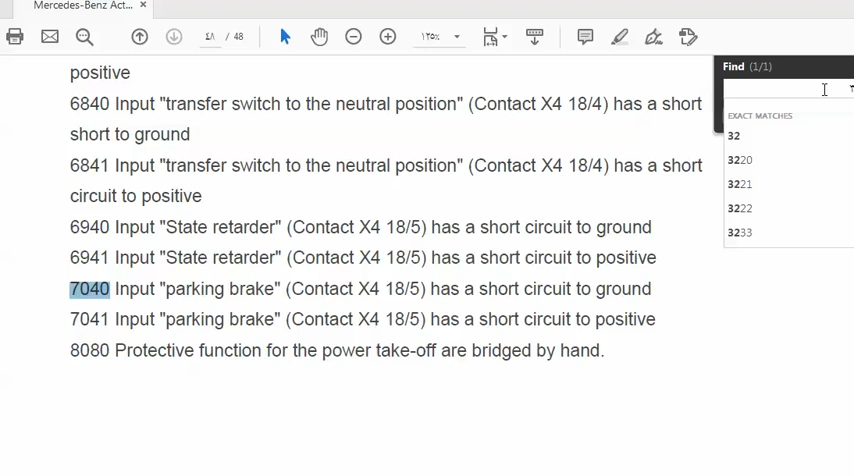 Mercedes-Benz Act... ×
٤٨ / 48
١٢٥%
positive
6840 Input "transfer switch to the neutral position" (Contact X4 18/4) has a short
short to ground
6841 Input "transfer switch to the neutral position" (Contact X4 18/4) has a short
circuit to positive
6940 Input "State retarder" (Contact X4 18/5) has a short circuit to ground
6941 Input "State retarder" (Contact X4 18/5) has a short circuit to positive
7040 Input "parking brake" (Contact X4 18/5) has a short circuit to ground
7041 Input "parking brake" (Contact X4 18/5) has a short circuit to positive
8080 Protective function for the power take-off are bridged by hand.
Find (1/1)
EXACT MATCHES
32
3220
3221
3222
3233